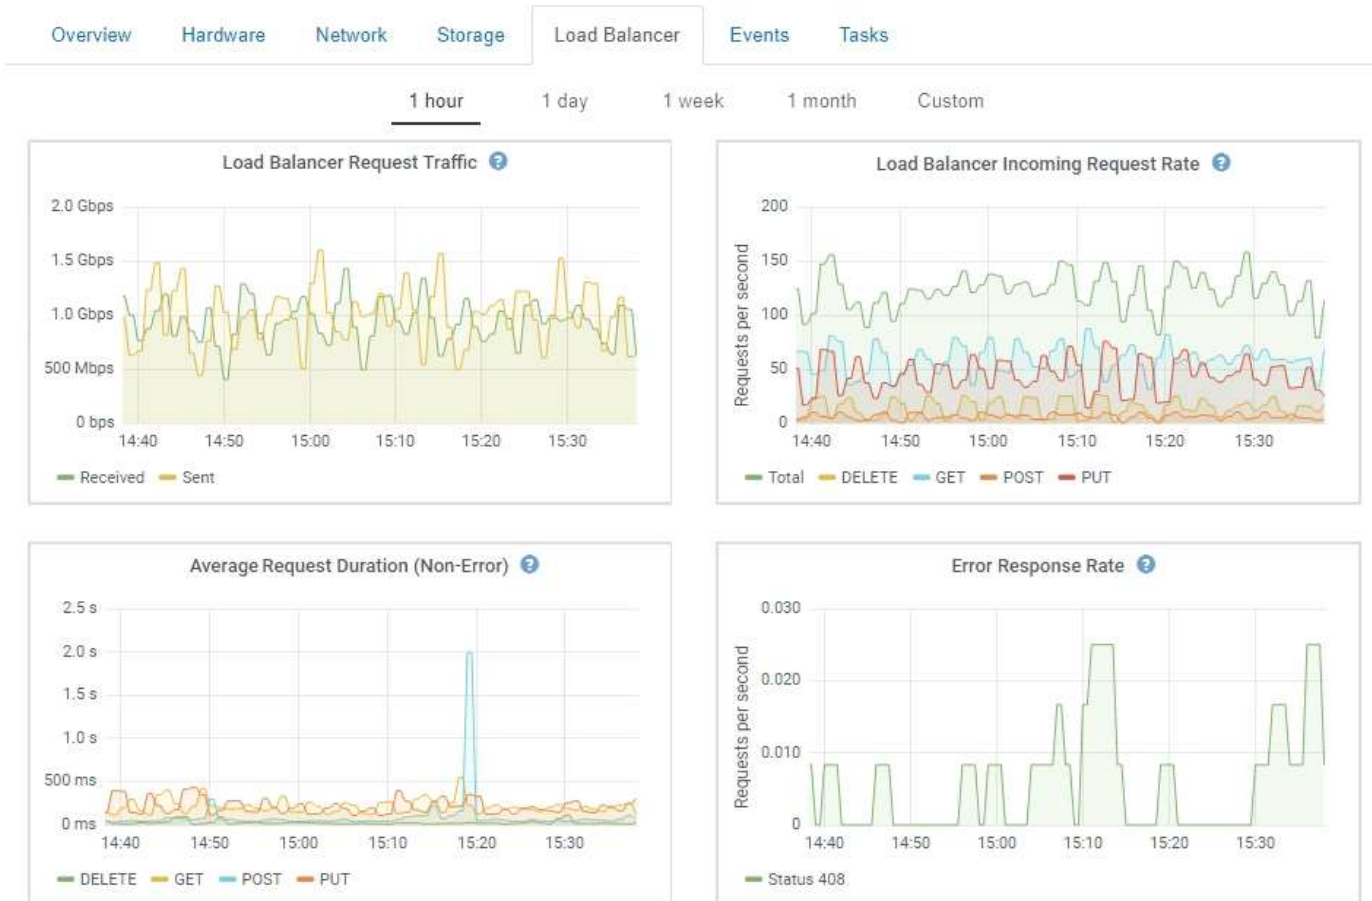 Overview Hardware Network Storage Load Balancer Events Tasks
1 hour 1 day 1 week 1 month Custom
Load Balancer Request Traffic ?
2.0 Gbps
1.5 Gbps
1.0 Gbps
500 Mbps
0 bps
14:40 14:50 15:00 15:10 15:20 15:30
Received Sent
Load Balancer Incoming Request Rate ?
Requests per second
200
150
100
50
0
14:40 14:50 15:00 15:10 15:20 15:30
Total DELETE GET POST PUT
Average Request Duration (Non-Error) ?
2.5 s
2.0 s
1.5 s
1.0 s
500 ms
0 ms
14:40 14:50 15:00 15:10 15:20 15:30
DELETE GET POST PUT
Error Response Rate ?
Requests per second
0.030
0.020
0.010
0
14:40 14:50 15:00 15:10 15:20 15:30
Status 408